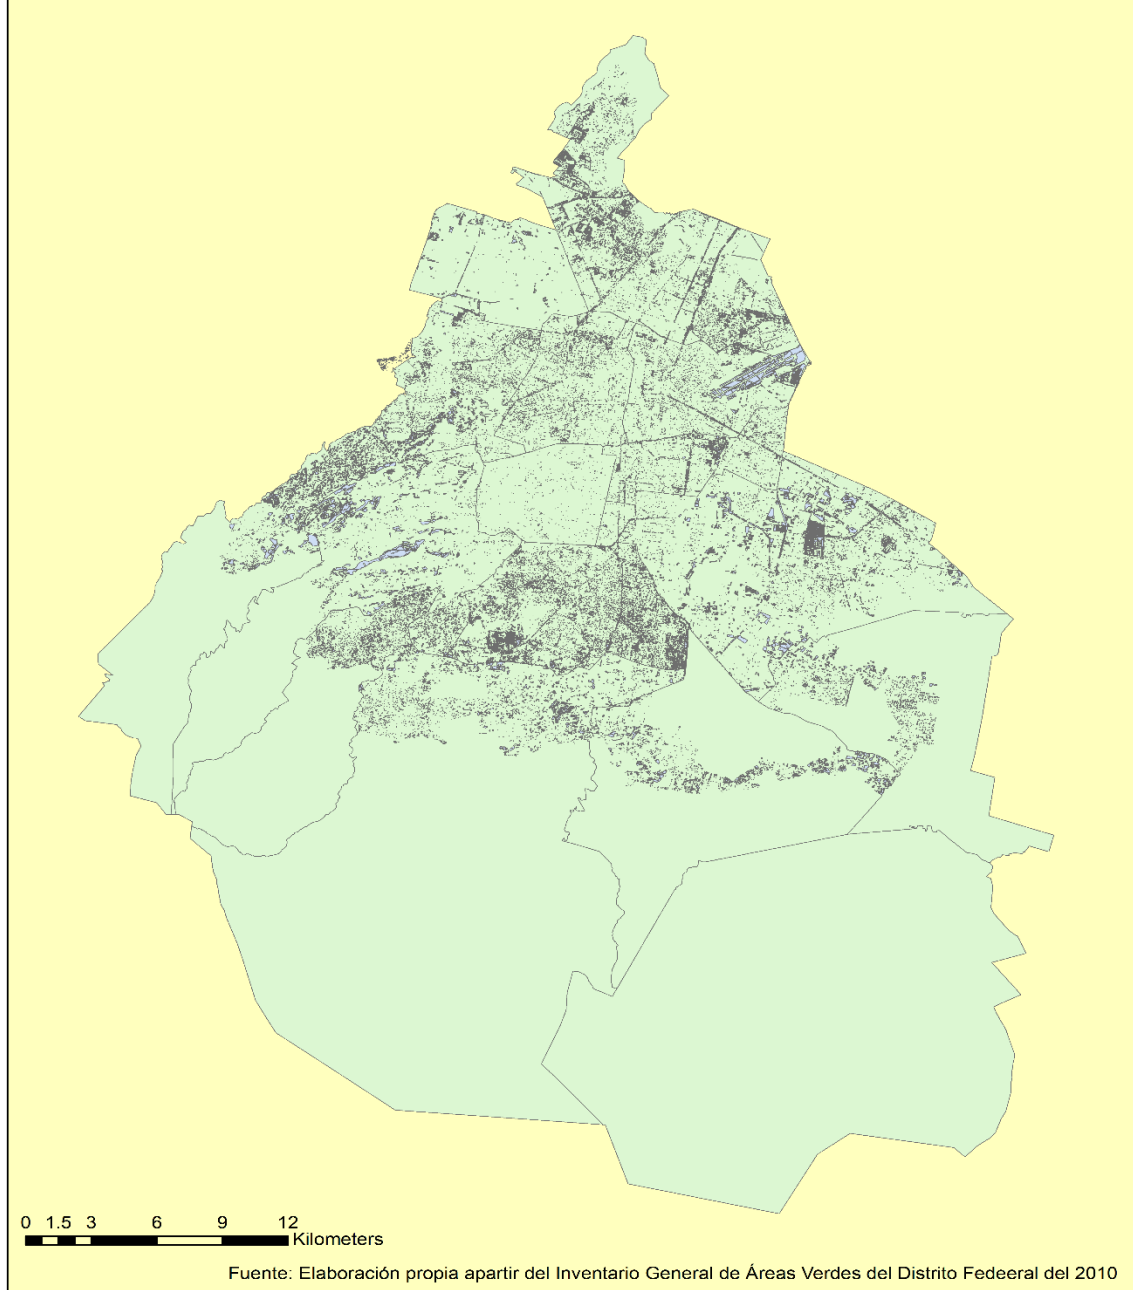 0 1.5 3 6 9 12
Kilometers
Fuente: Elaboración propia apartir del Inventario General de Áreas Verdes del Distrito Fedeeral del 2010